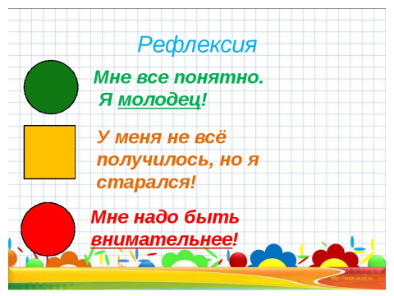 Рефлексия
Мне все понятно.
Я молодец!
У меня не всё
получилось, но я
старался!
Мне надо быть
внимательнее!